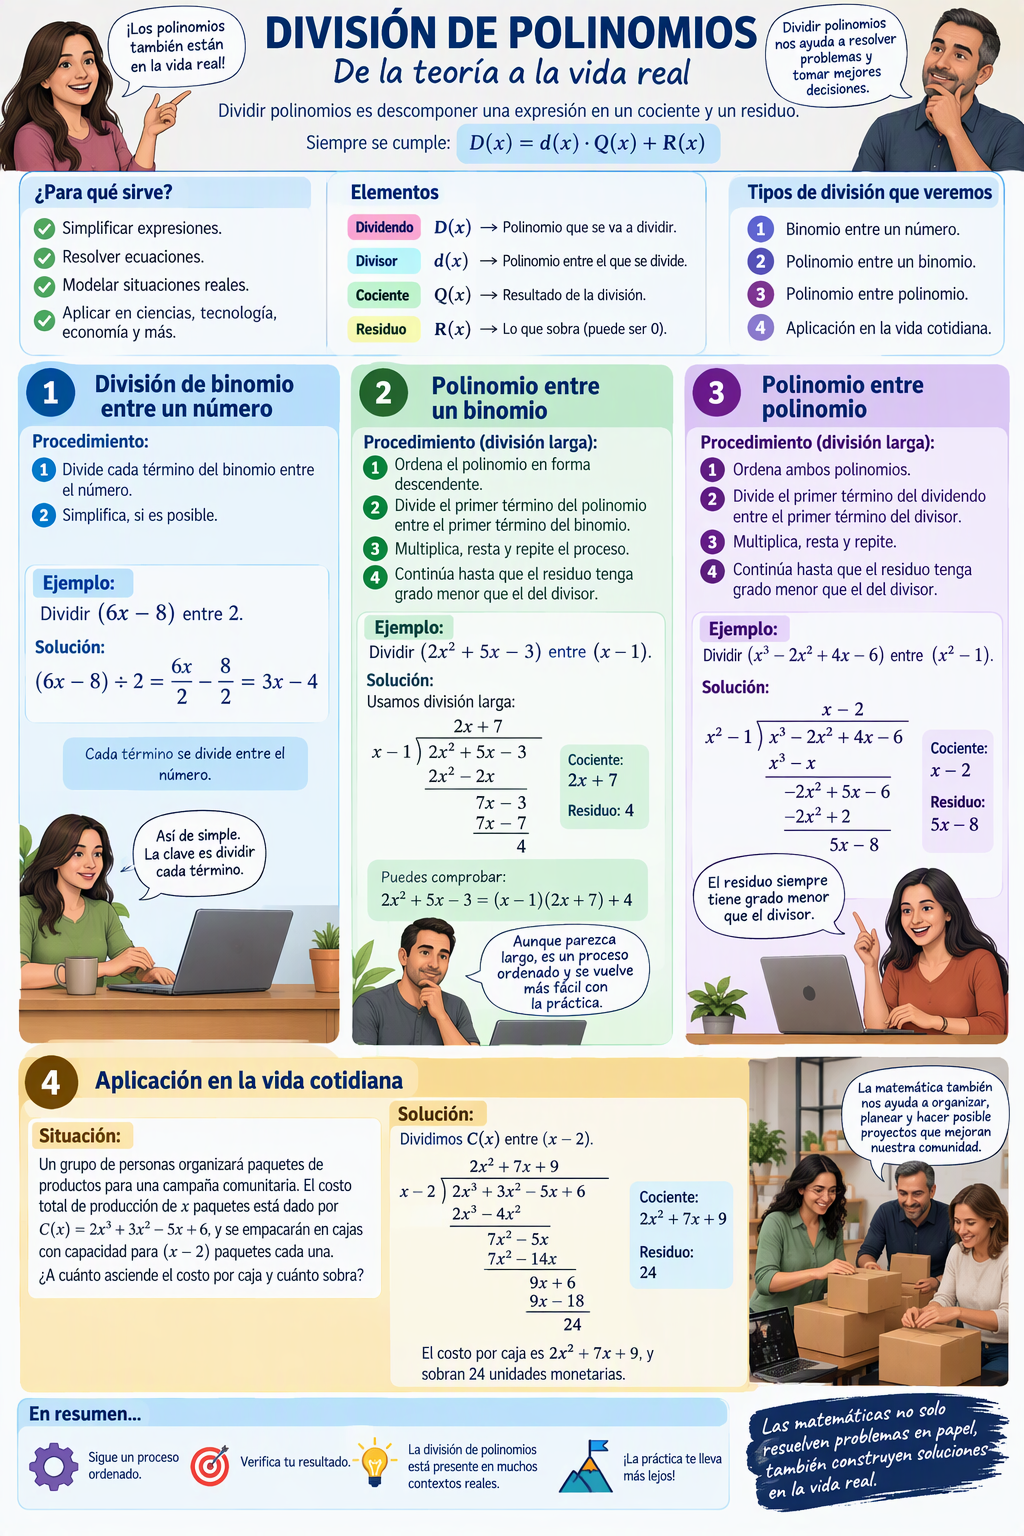 ¡Los polinomios
también están
en la vida real!
DIVISIÓN DE POLINOMIOS
De la teoría a la vida real
Dividir polinomios
nos ayuda a resolver
problemas y
tomar mejores
decisiones.
Dividir polinomios es descomponer una expresión en un cociente y un residuo.
Siempre se cumple: D(x) = d(x) · Q(x) + R(x)
¿Para qué sirve?
Simplificar expresiones.
Resolver ecuaciones.
Modelar situaciones reales.
Aplicar en ciencias, tecnología,
economía y más.
Elementos
Dividendo D(x) → Polinomio que se va a dividir.
Divisor d(x) → Polinomio entre el que se divide.
Cociente Q(x) → Resultado de la división.
Residuo R(x) → Lo que sobra (puede ser 0).
Tipos de división que veremos
1 Binomio entre un número.
2 Polinomio entre un binomio.
3 Polinomio entre polinomio.
4 Aplicación en la vida cotidiana.
1 División de binomio
entre un número
Procedimiento:
1 Divide cada término del binomio entre
el número.
2 Simplifica, si es posible.
Ejemplo:
Dividir (6x − 8) entre 2.
Solución:
(6x − 8) ÷ 2 = 6x/2 − 8/2 = 3x − 4
Cada término se divide entre el
número.
Así de simple.
La clave es dividir
cada término.
2 Polinomio entre
un binomio
Procedimiento (división larga):
1 Ordena el polinomio en forma
descendente.
2 Divide el primer término del polinomio
entre el primer término del binomio.
3 Multiplica, resta y repite el proceso.
4 Continúa hasta que el residuo tenga
grado menor que el del divisor.
Ejemplo:
Dividir (2x² + 5x − 3) entre (x − 1).
Solución:
Usamos división larga:
2x + 7
x − 1 ) 2x² + 5x − 3
2x² − 2x
7x − 3
7x − 7
4
Cociente:
2x + 7
Residuo: 4
Puedes comprobar:
2x² + 5x − 3 = (x − 1)(2x + 7) + 4
Aunque parezca
largo, es un proceso
ordenado y se vuelve
más fácil con
la práctica.
3 Polinomio entre
polinomio
Procedimiento (división larga):
1 Ordena ambos polinomios.
2 Divide el primer término del dividendo
entre el primer término del divisor.
3 Multiplica, resta y repite.
4 Continúa hasta que el residuo tenga
grado menor que el del divisor.
Ejemplo:
Dividir (x³ − 2x² + 4x − 6) entre (x² − 1).
Solución:
x − 2
x² − 1 ) x³ − 2x² + 4x − 6
x³ − x
−2x² + 5x − 6
−2x² + 2
5x − 8
Cociente:
x − 2
Residuo:
5x − 8
El residuo siempre
tiene grado menor
que el divisor.
4 Aplicación en la vida cotidiana
Situación:
Un grupo de personas organizará paquetes de
productos para una campaña comunitaria. El costo
total de producción de x paquetes está dado por
C(x) = 2x³ + 3x² − 5x + 6, y se empacarán en cajas
con capacidad para (x − 2) paquetes cada una.
¿A cuánto asciende el costo por caja y cuánto sobra?
Solución:
Dividimos C(x) entre (x − 2).
2x² + 7x + 9
x − 2 ) 2x³ + 3x² − 5x + 6
2x³ − 4x²
7x² − 5x
7x² − 14x
9x + 6
9x − 18
24
Cociente:
2x² + 7x + 9
Residuo:
24
El costo por caja es 2x² + 7x + 9, y
sobran 24 unidades monetarias.
La matemática también
nos ayuda a organizar,
planear y hacer posible
proyectos que mejoran
nuestra comunidad.
En resumen...
Sigue un proceso
ordenado.
Verifica tu resultado.
La división de polinomios
está presente en muchos
contextos reales.
¡La práctica te lleva
más lejos!
Las matemáticas no solo
resuelven problemas en papel,
también construyen soluciones
en la vida real.